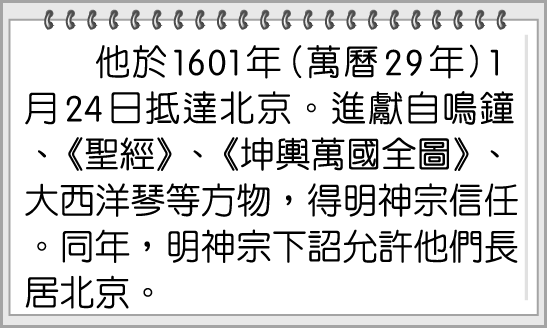 他於1601年(萬曆29年)1
月24日抵達北京。進獻自鳴鐘
、《聖經》、《坤輿萬國全圖》、
大西洋琴等方物,得明神宗信任
。同年,明神宗下詔允許他們長
居北京。